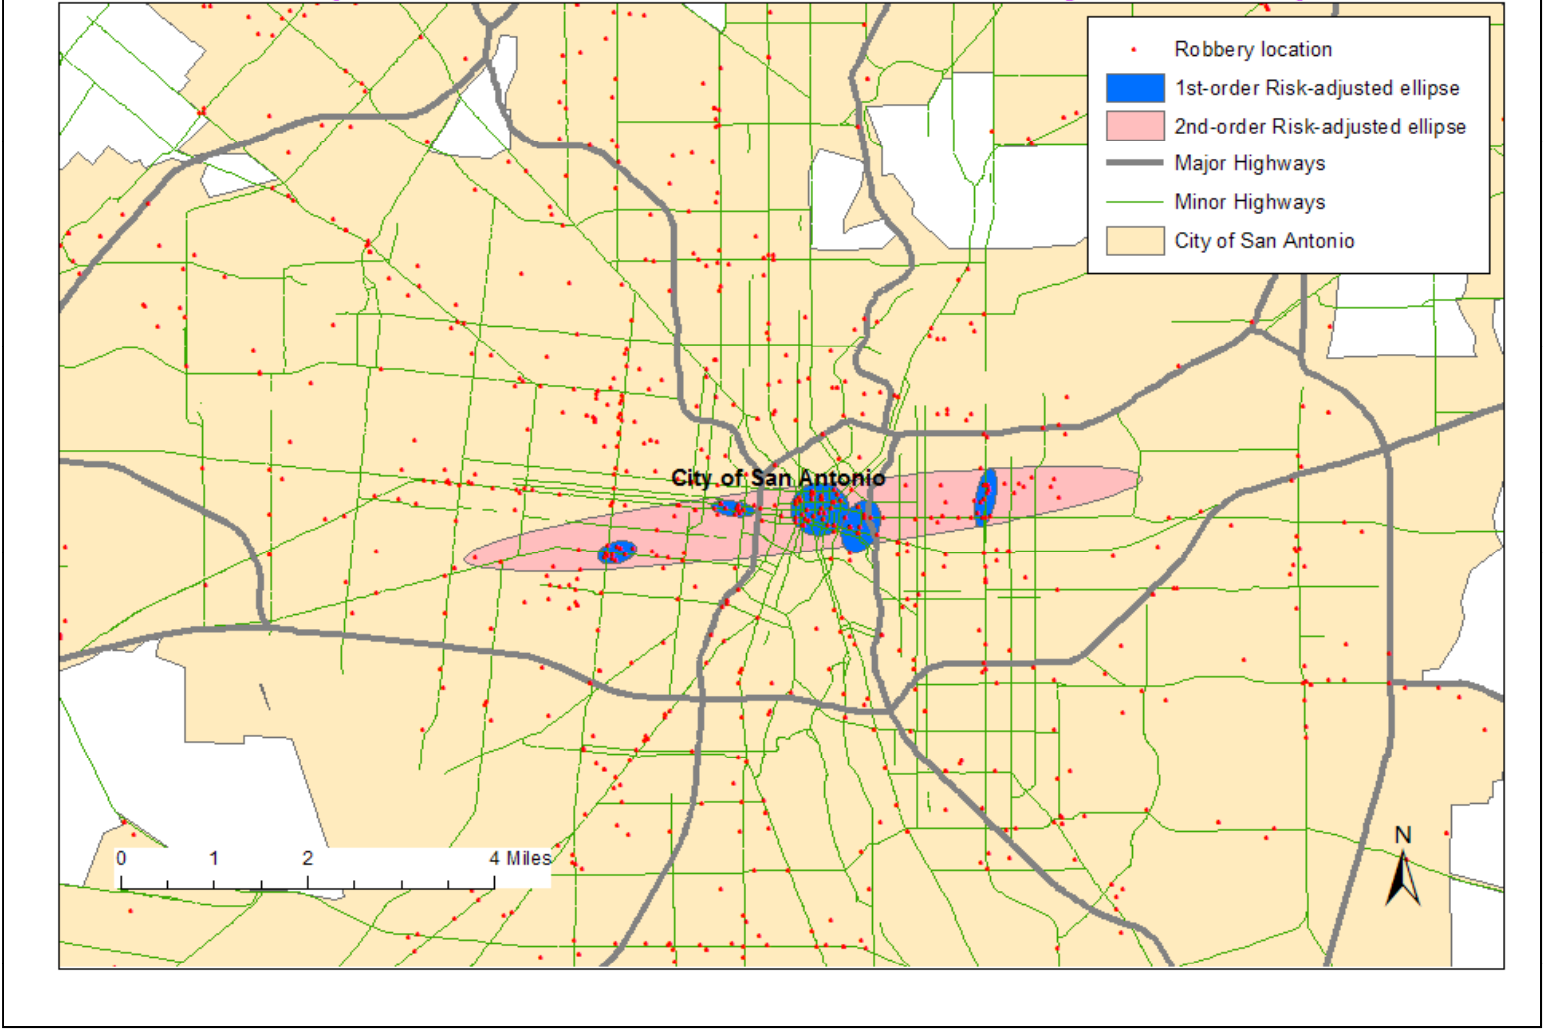 Robbery location
1st-order Risk-adjusted ellipse
2nd-order Risk-adjusted ellipse
Major Highways
Minor Highways
City of San Antonio
City of San Antonio
0 1 2 4 Miles
N